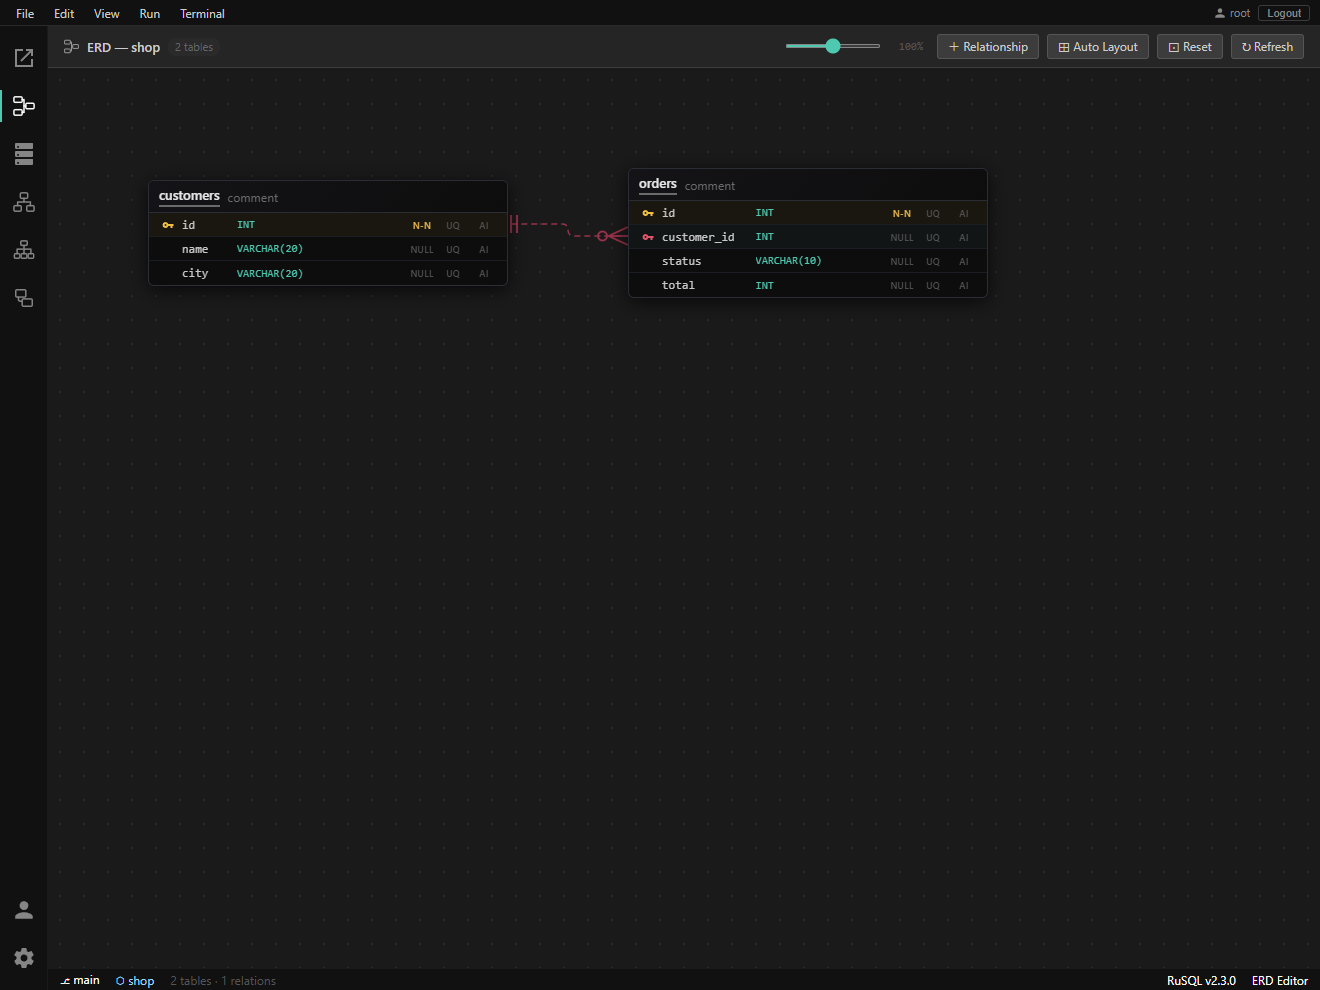 File Edit View Run Terminal root Logout
ERD — shop 2 tables 100% + Relationship Auto Layout Reset Refresh
customers comment
id INT N-N UQ AI
name VARCHAR(20) NULL UQ AI
city VARCHAR(20) NULL UQ AI
orders comment
id INT N-N UQ AI
customer_id INT NULL UQ AI
status VARCHAR(10) NULL UQ AI
total INT NULL UQ AI
main shop 2 tables · 1 relations RuSQL v2.3.0 ERD Editor